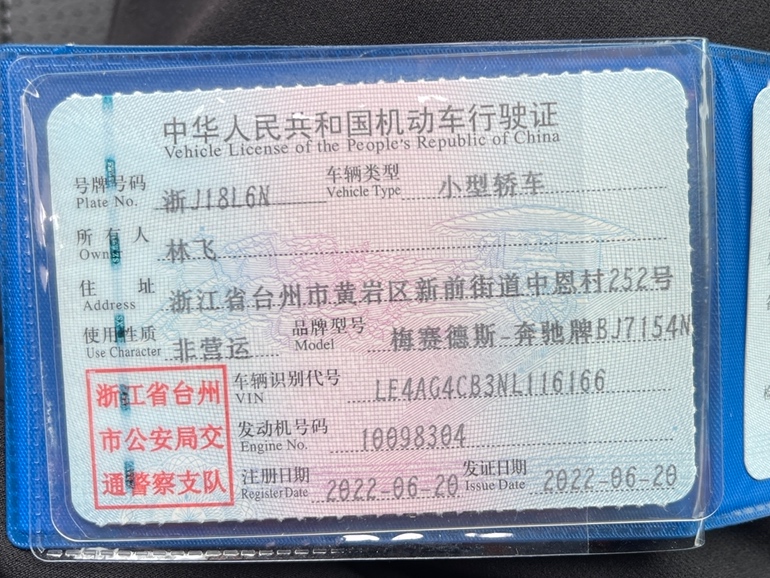 中华人民共和国机动车行驶证
Vehicle License of the People's Republic of China
号牌号码 浙J18L6N 车辆类型 小型轿车
Plate No. Vehicle Type
所有人 林飞
Owner
住址 浙江省台州市黄岩区新前街道中恩村252号
Address
使用性质 非营运 品牌型号 梅赛德斯-奔驰牌BJ7154N
Use Character Model
浙江省台州
市公安局交
通警察支队
车辆识别代号 LE4AG4CB3NL116166
VIN
发动机号码 10098304
Engine No.
注册日期 2022-06-20 发证日期 2022-06-20
Register Date Issue Date